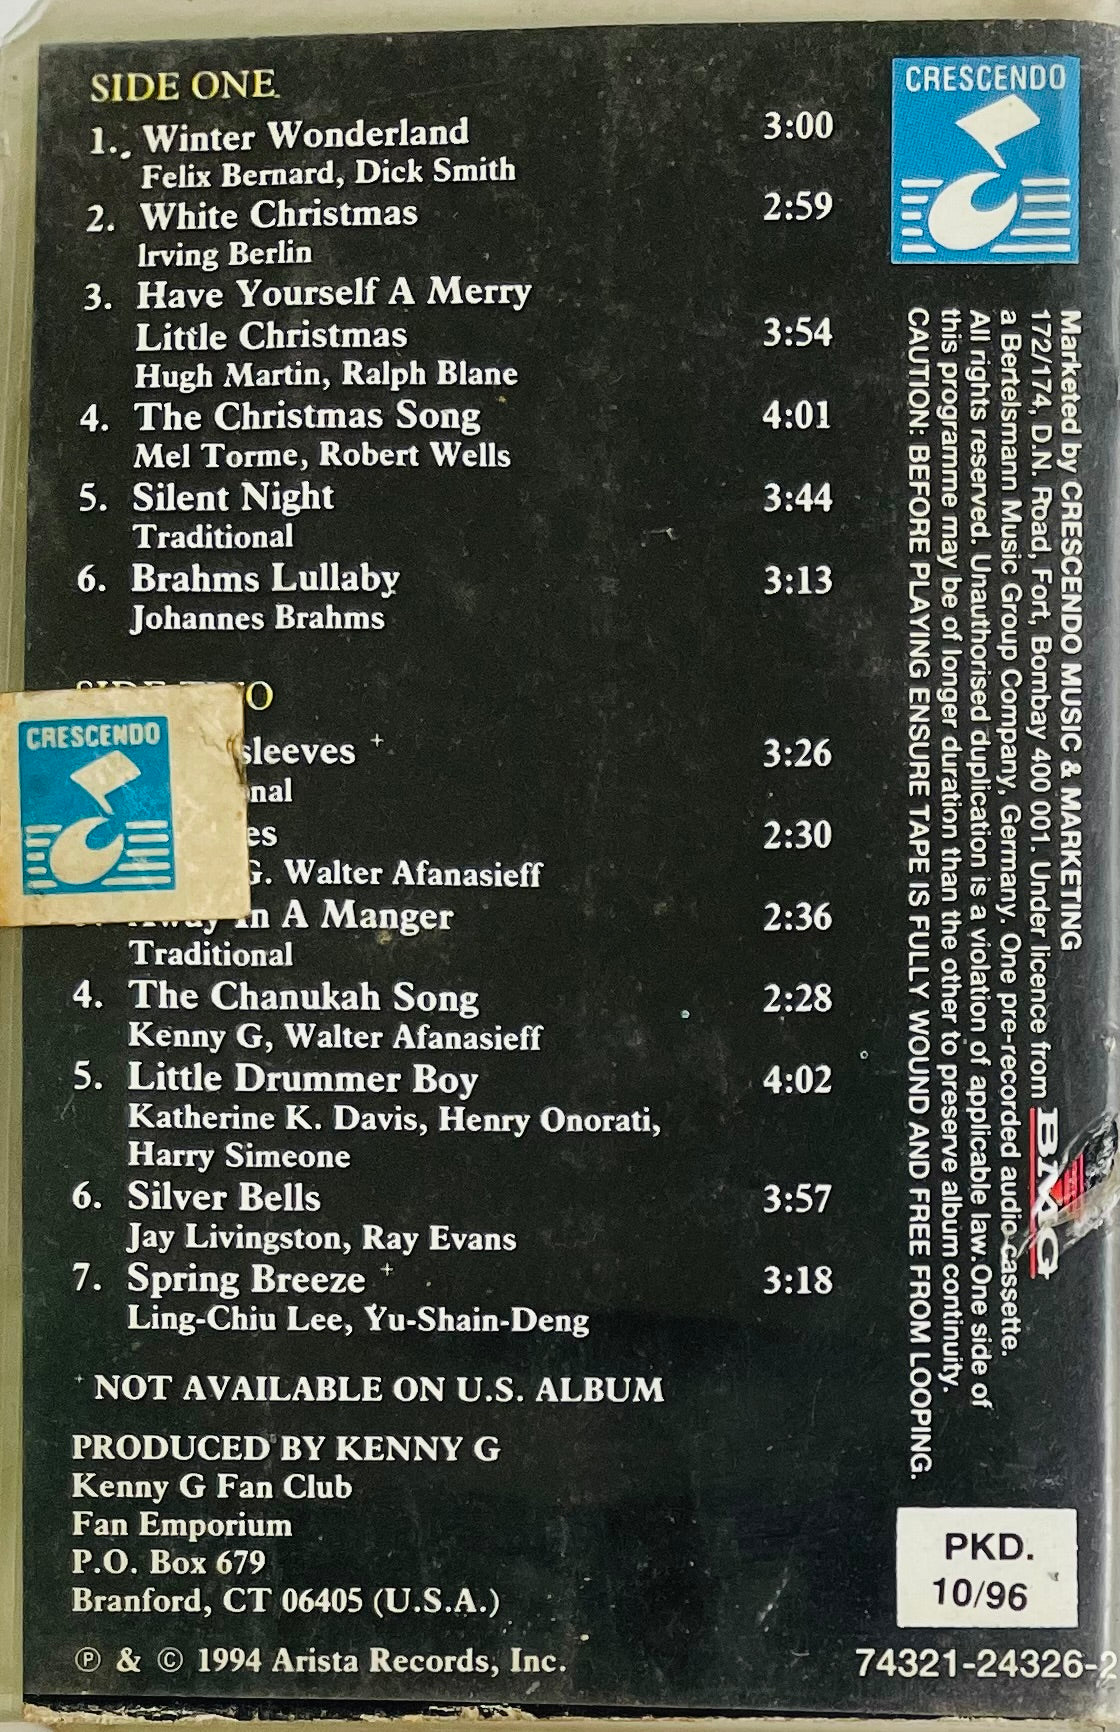 SIDE ONE
1. Winter Wonderland 3:00
Felix Bernard, Dick Smith
2. White Christmas 2:59
Irving Berlin
3. Have Yourself A Merry
Little Christmas 3:54
Hugh Martin, Ralph Blane
4. The Christmas Song 4:01
Mel Torme, Robert Wells
5. Silent Night 3:44
Traditional
6. Brahms Lullaby 3:13
Johannes Brahms
SIDE TWO
sleeves + 3:26
nal
es 2:30
G. Walter Afanasieff
Away In A Manger 2:36
Traditional
4. The Chanukah Song 2:28
Kenny G, Walter Afanasieff
5. Little Drummer Boy 4:02
Katherine K. Davis, Henry Onorati,
Harry Simeone
6. Silver Bells 3:57
Jay Livingston, Ray Evans
7. Spring Breeze + 3:18
Ling-Chiu Lee, Yu-Shain-Deng
+ NOT AVAILABLE ON U.S. ALBUM
PRODUCED BY KENNY G
Kenny G Fan Club
Fan Emporium
P.O. Box 679
Branford, CT 06405 (U.S.A.)
℗ & © 1994 Arista Records, Inc.
CRESCENDO
CRESCENDO
Marketed by CRESCENDO MUSIC & MARKETING
172/174, D.N. Road, Fort, Bombay 400 001. Under licence from BMG
a Bertelsmann Music Group Company, Germany. One pre-recorded audio cassette.
All rights reserved. Unauthorised duplication is a violation of applicable law.One side of
this programme may be of longer duration than the other to preserve album continuity.
CAUTION: BEFORE PLAYING ENSURE TAPE IS FULLY WOUND AND FREE FROM LOOPING.
PKD.
10/96
74321-24326-2